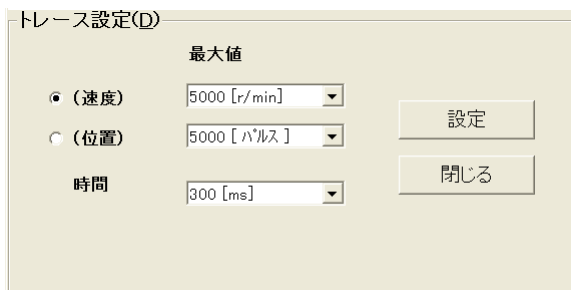 トレース設定(D)
最大値
(速度) 5000 [r/min]
設定
(位置) 5000 [ パルス ]
閉じる
時間 300 [ms]